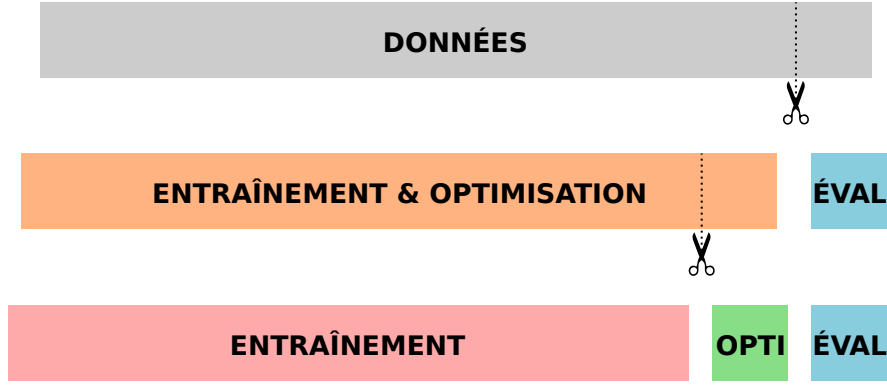 DONNÉES
ENTRAÎNEMENT & OPTIMISATION ÉVAL
ENTRAÎNEMENT OPTI ÉVAL